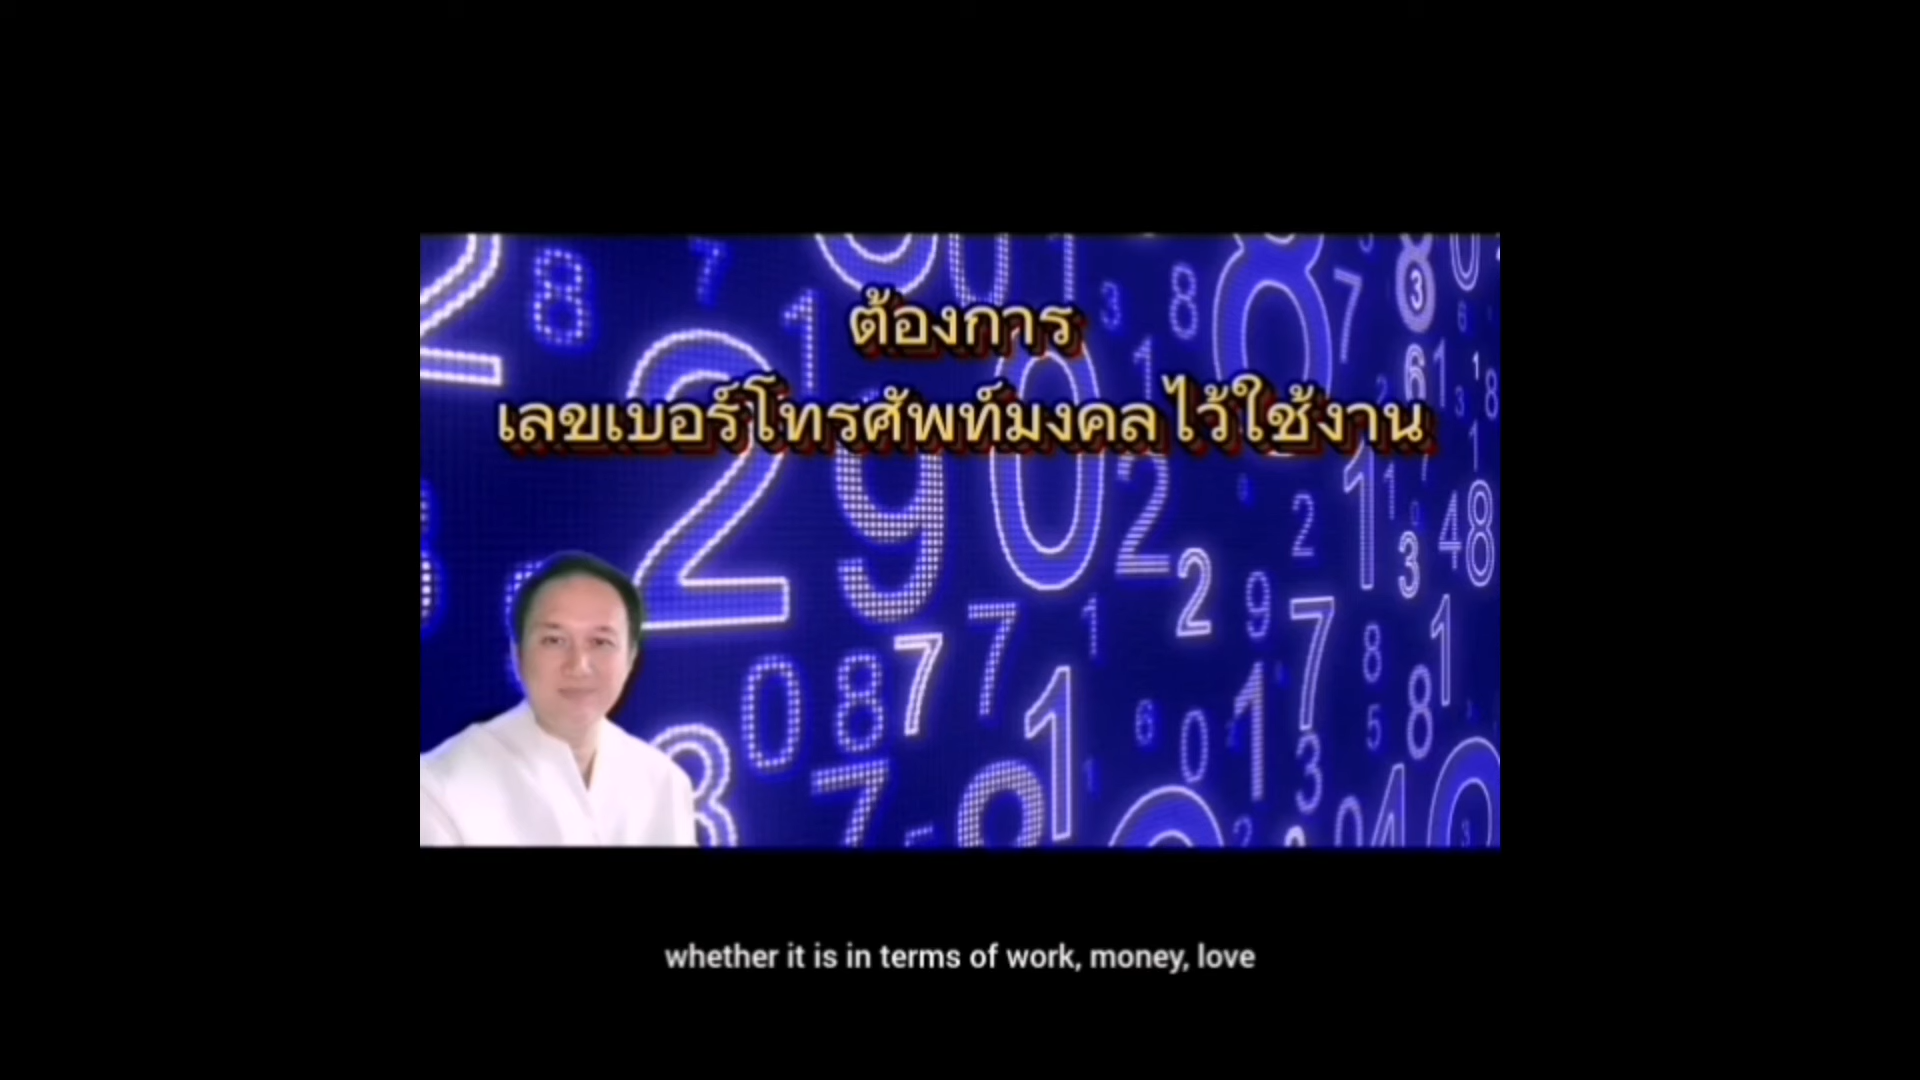 ต้องการ
เลขเบอร์โทรศัพท์มงคลไว้ใช้งาน
whether it is in terms of work, money, love